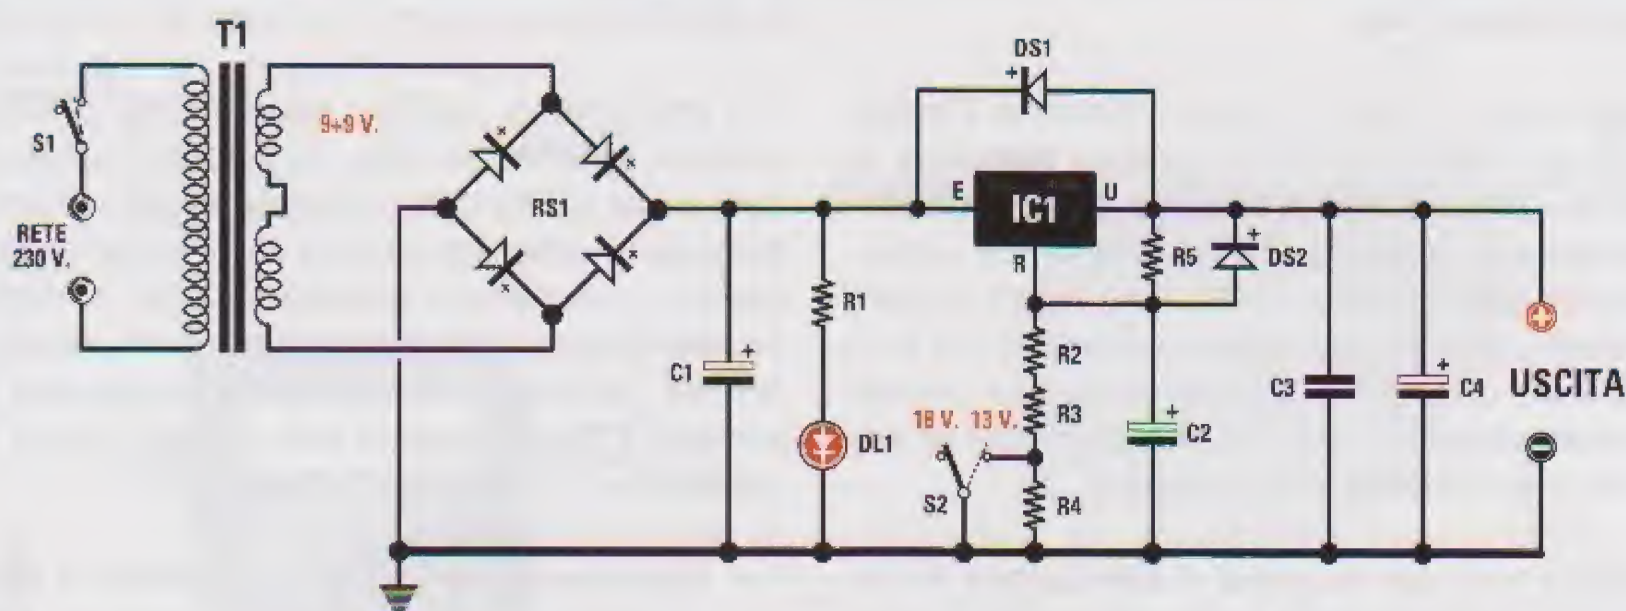 T1
DS1
9+9 V.
S1
RS1
E
IC1
U
RETE
230 V.
R
R5
DS2
R1
R2
C1
R3
C3
C4
USCITA
18 V. 13 V.
DL1
C2
S2
R4